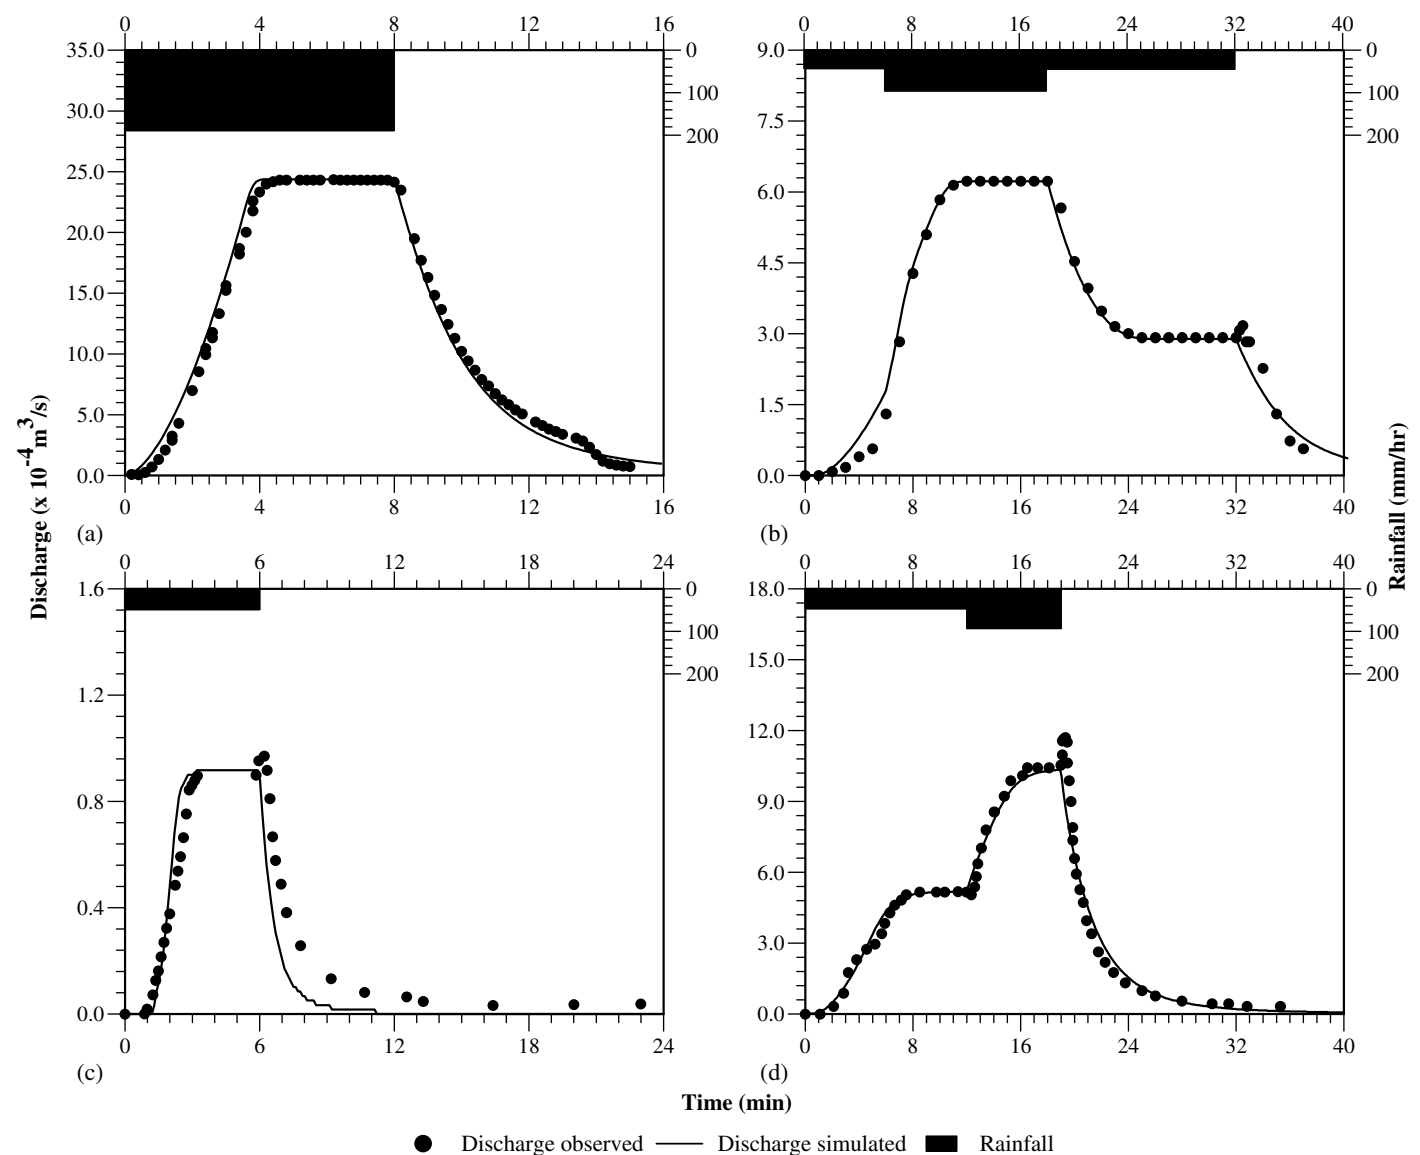 0 4 8 12 16
0 8 16 24 32 40
35.0
30.0
25.0
20.0
15.0
10.0
5.0
0.0
0
100
200
9.0
7.5
6.0
4.5
3.0
1.5
0.0
0
100
200
0 4 8 12 16
0 8 16 24 32 40
(a)
(b)
Discharge (x 10⁻⁴m³/s)
Rainfall (mm/hr)
0 6 12 18 24
0 8 16 24 32 40
1.6
1.2
0.8
0.4
0.0
0
100
200
18.0
15.0
12.0
9.0
6.0
3.0
0.0
0
100
200
0 6 12 18 24
0 8 16 24 32 40
(c)
(d)
Time (min)
Discharge observed Discharge simulated Rainfall